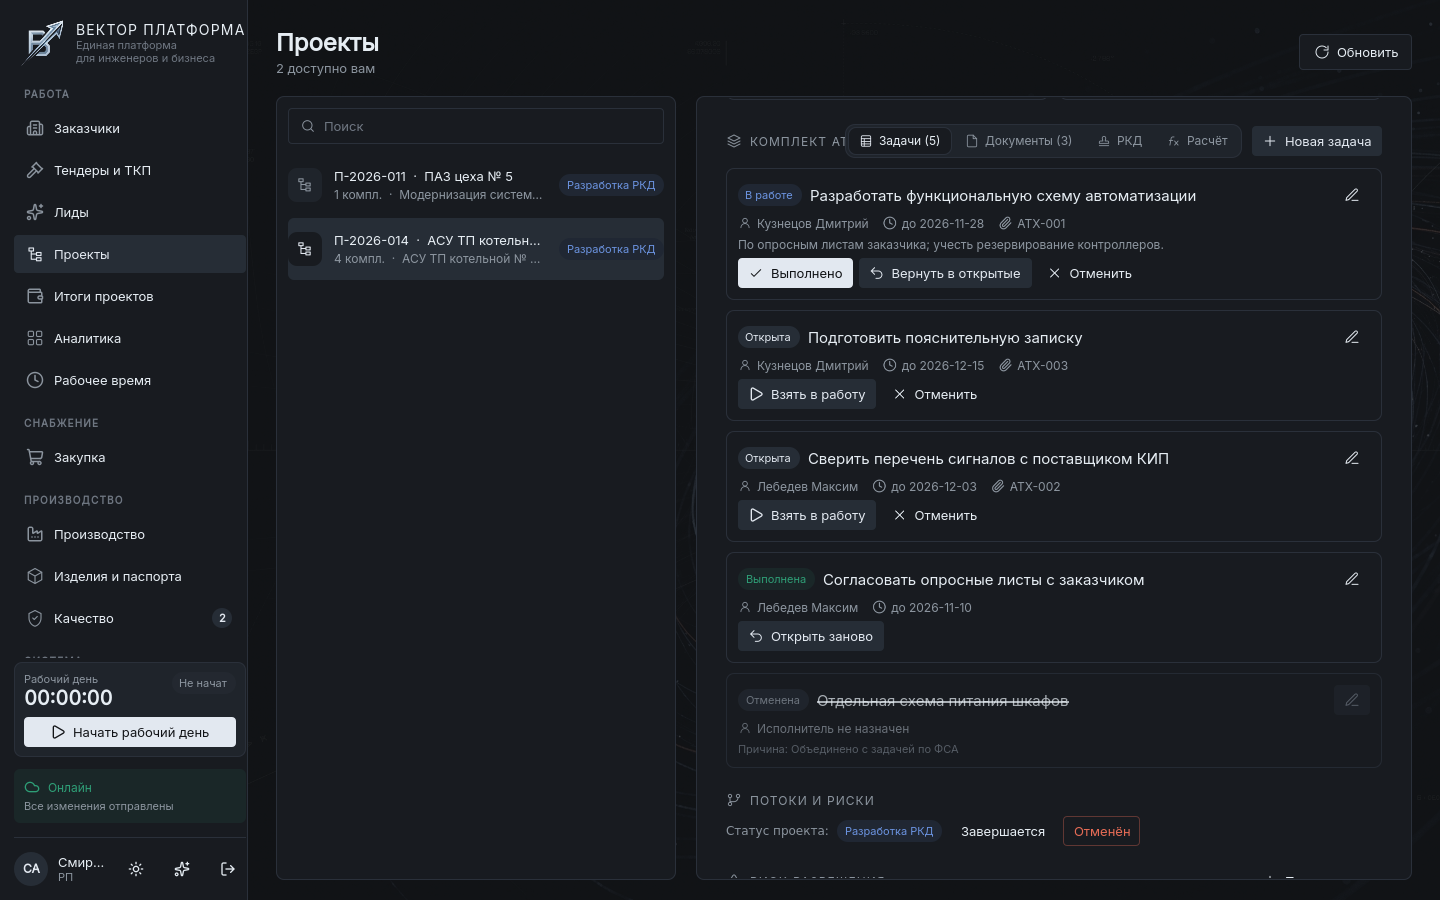 ВЕКТОР ПЛАТФОРМА
Единая платформа
для инженеров и бизнеса
РАБОТА
Заказчики
Тендеры и ТКП
Лиды
Проекты
Итоги проектов
Аналитика
Рабочее время
СНАБЖЕНИЕ
Закупка
ПРОИЗВОДСТВО
Производство
Изделия и паспорта
Качество 2
Рабочий день Не начат
00:00:00
Начать рабочий день
Онлайн
Все изменения отправлены
СА Смир...
РП
Проекты
2 доступно вам
Обновить
Поиск
П-2026-011 · ПАЗ цеха № 5
1 компл. · Модернизация систем...
Разработка РКД
П-2026-014 · АСУ ТП котельн...
4 компл. · АСУ ТП котельной № ...
Разработка РКД
КОМПЛЕКТ АТ
Задачи (5) Документы (3) РКД Расчёт
Новая задача
В работе Разработать функциональную схему автоматизации
Кузнецов Дмитрий до 2026-11-28 АТХ-001
По опросным листам заказчика; учесть резервирование контроллеров.
Выполнено Вернуть в открытые Отменить
Открыта Подготовить пояснительную записку
Кузнецов Дмитрий до 2026-12-15 АТХ-003
Взять в работу Отменить
Открыта Сверить перечень сигналов с поставщиком КИП
Лебедев Максим до 2026-12-03 АТХ-002
Взять в работу Отменить
Выполнена Согласовать опросные листы с заказчиком
Лебедев Максим до 2026-11-10
Открыть заново
Отменена Отдельная схема питания шкафов
Исполнитель не назначен
Причина: Объединено с задачей по ФСА
ПОТОКИ И РИСКИ
Статус проекта: Разработка РКД Завершается Отменён